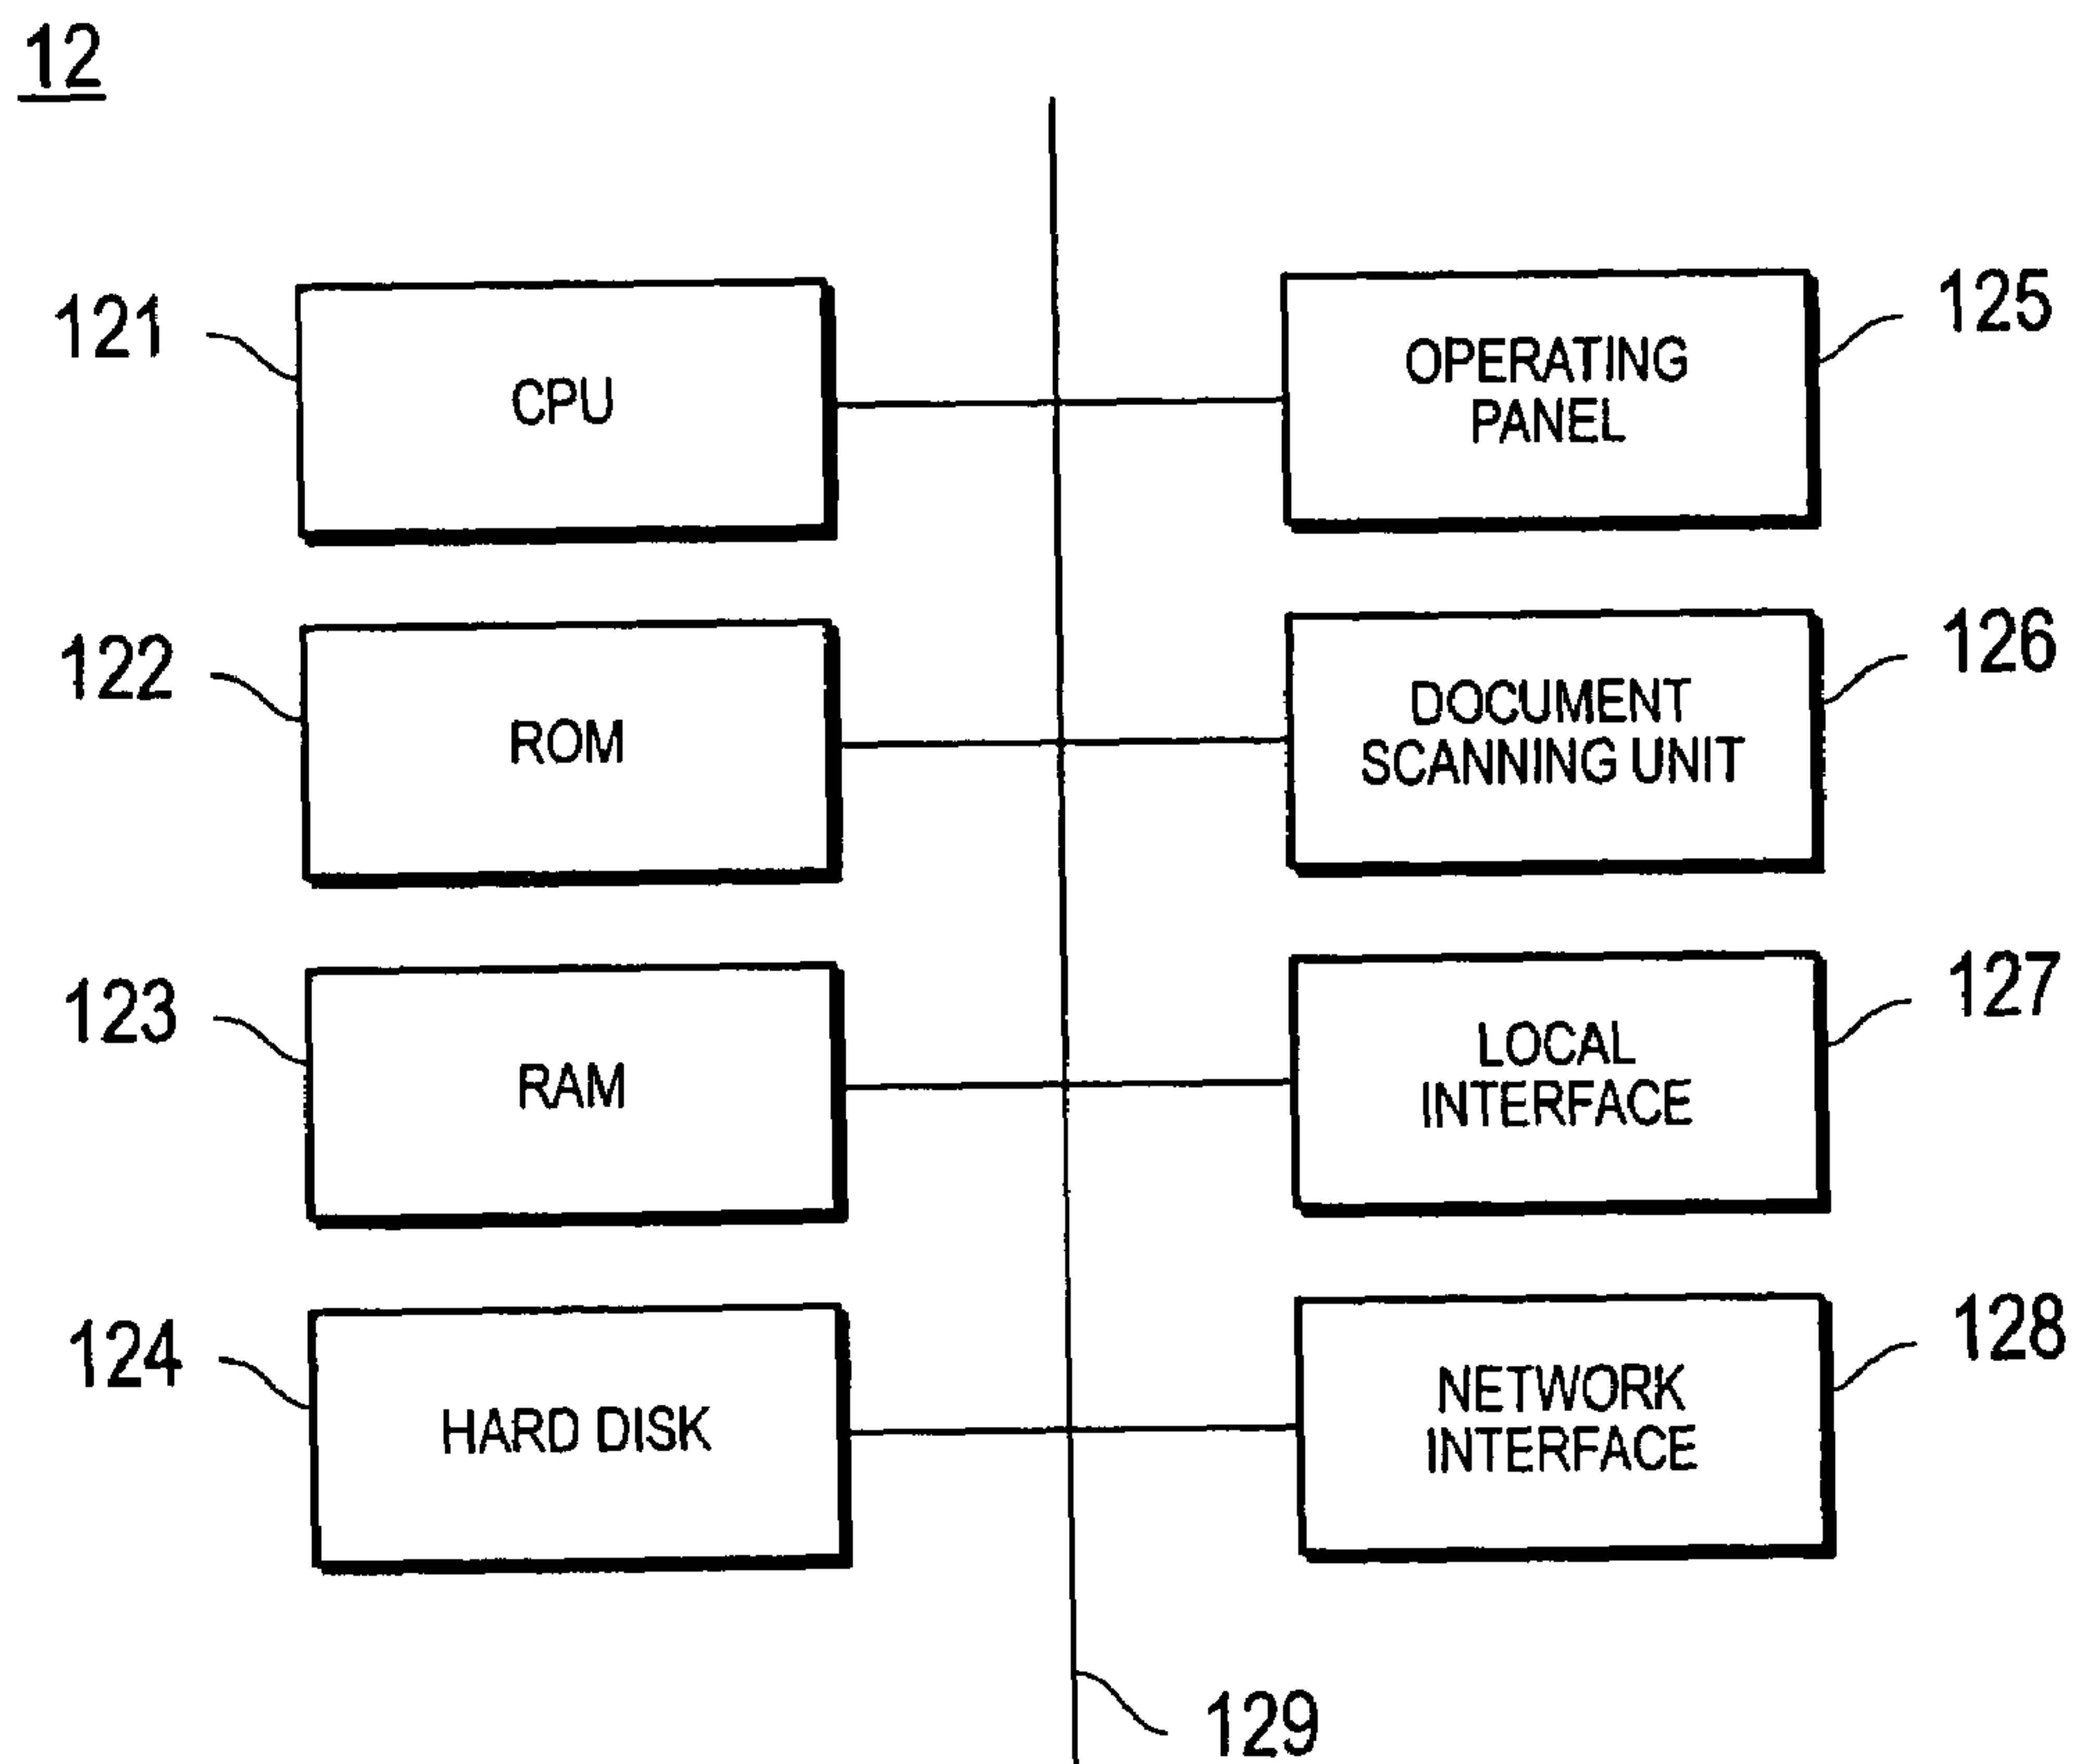 12
121
CPU
125
OPERATING
PANEL
122
ROM
126
DOCUMENT
SCANNING UNIT
123
RAM
127
LOCAL
INTERFACE
124
HARD DISK
128
NETWORK
INTERFACE
129